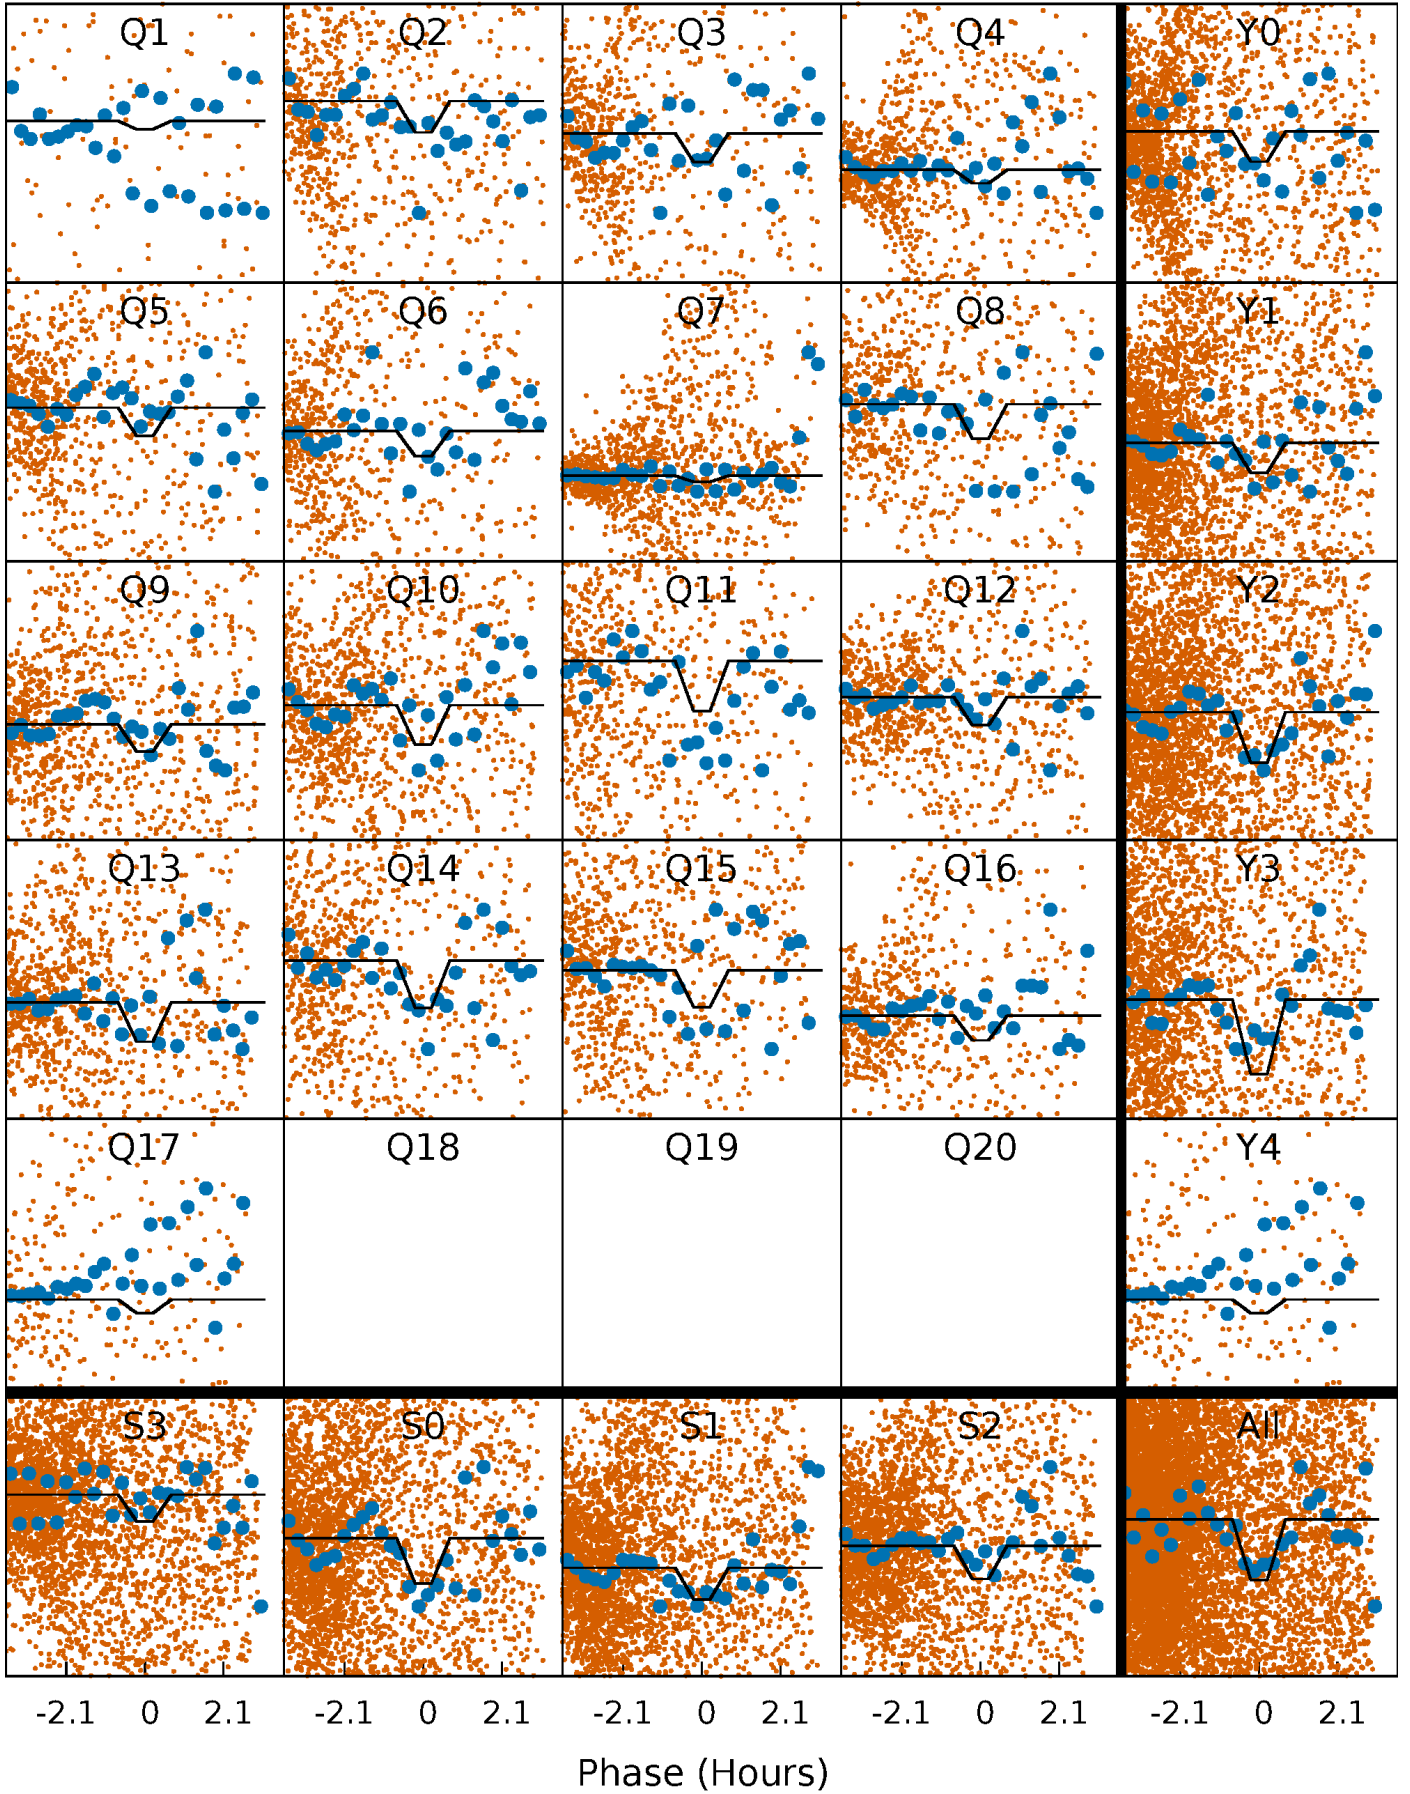 Q1 Q2 Q3 Q4 Y0
Q5 Q6 Q7 Q8 Y1
Q9 Q10 Q11 Q12 Y2
Q13 Q14 Q15 Q16 Y3
Q17 Q18 Q19 Q20 Y4
S3 S0 S1 S2 All
-2.1 0 2.1 -2.1 0 2.1 -2.1 0 2.1 -2.1 0 2.1 -2.1 0 2.1
Phase (Hours)